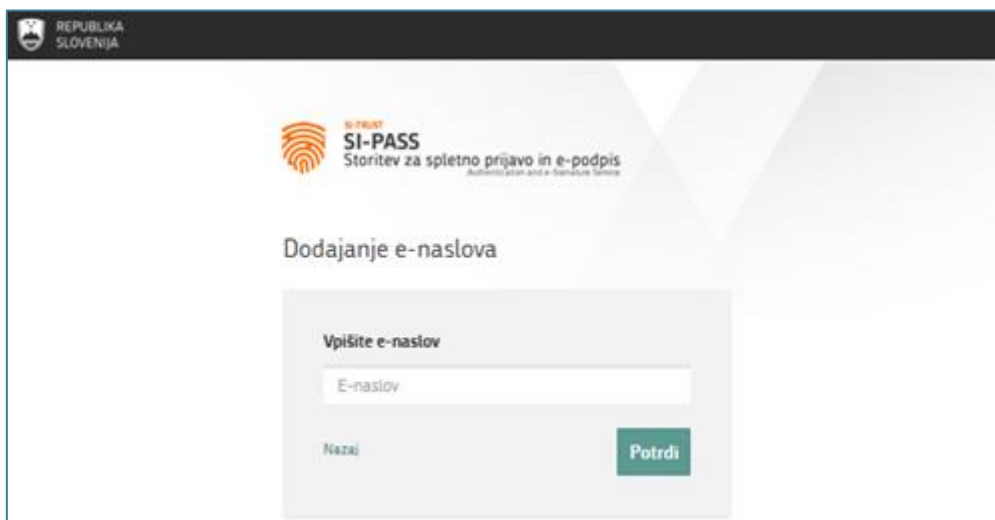 REPUBLIKA
SLOVENIJA
SI-TRUST
SI-PASS
Storitev za spletno prijavo in e-podpis
Authentication and e-Signature Service
Dodajanje e-naslova
Vpišite e-naslov
E-naslov
Nazaj
Potrdi